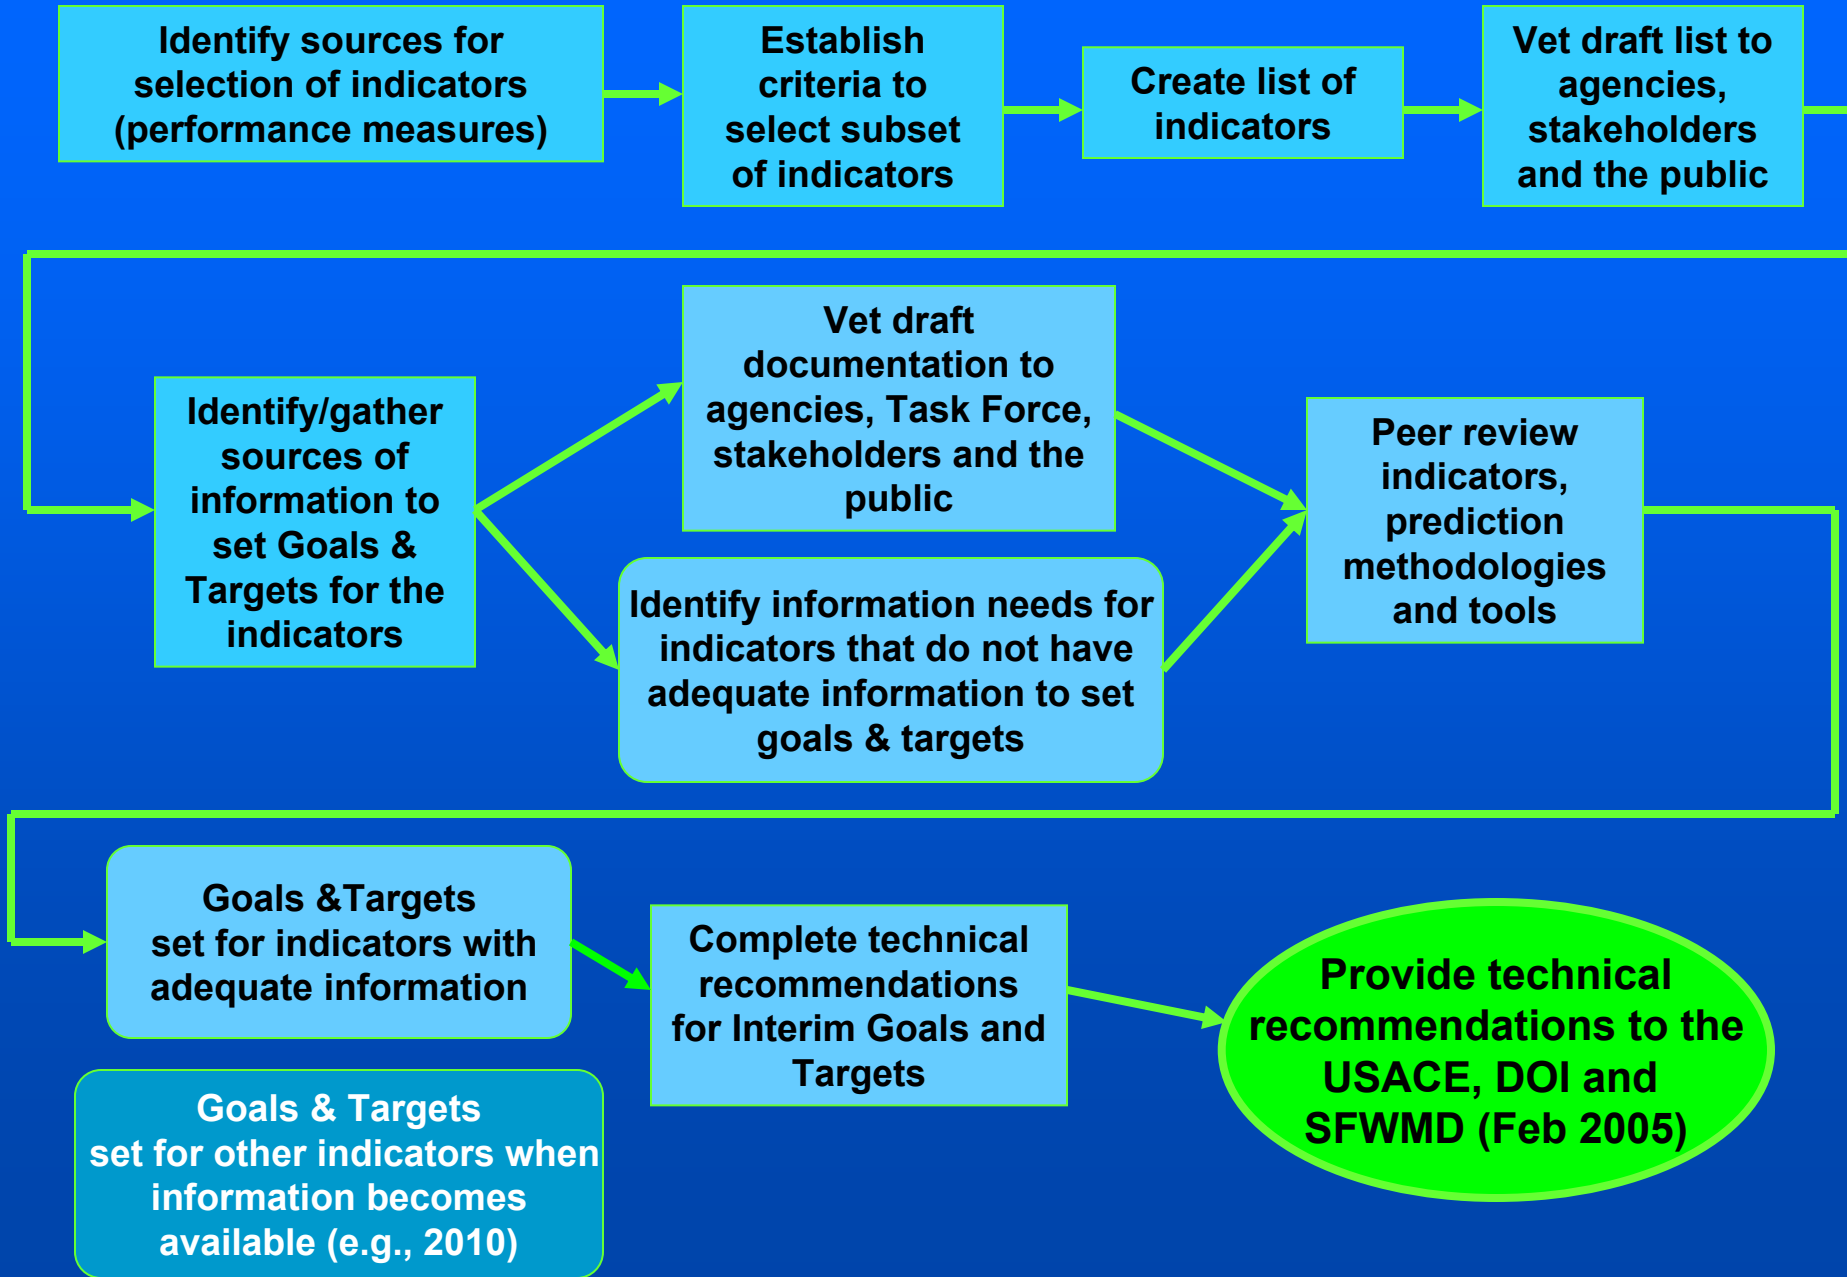 Identify sources for
selection of indicators
(performance measures)
Establish
criteria to
select subset
of indicators
Create list of
indicators
Vet draft list to
agencies,
stakeholders
and the public
Identify/gather
sources of
information to
set Goals &
Targets for the
indicators
Vet draft
documentation to
agencies, Task Force,
stakeholders and the
public
Identify information needs for
indicators that do not have
adequate information to set
goals & targets
Peer review
indicators,
prediction
methodologies
and tools
Goals &Targets
set for indicators with
adequate information
Goals & Targets
set for other indicators when
information becomes
available (e.g., 2010)
Complete technical
recommendations
for Interim Goals and
Targets
Provide technical
recommendations to the
USACE, DOI and
SFWMD (Feb 2005)